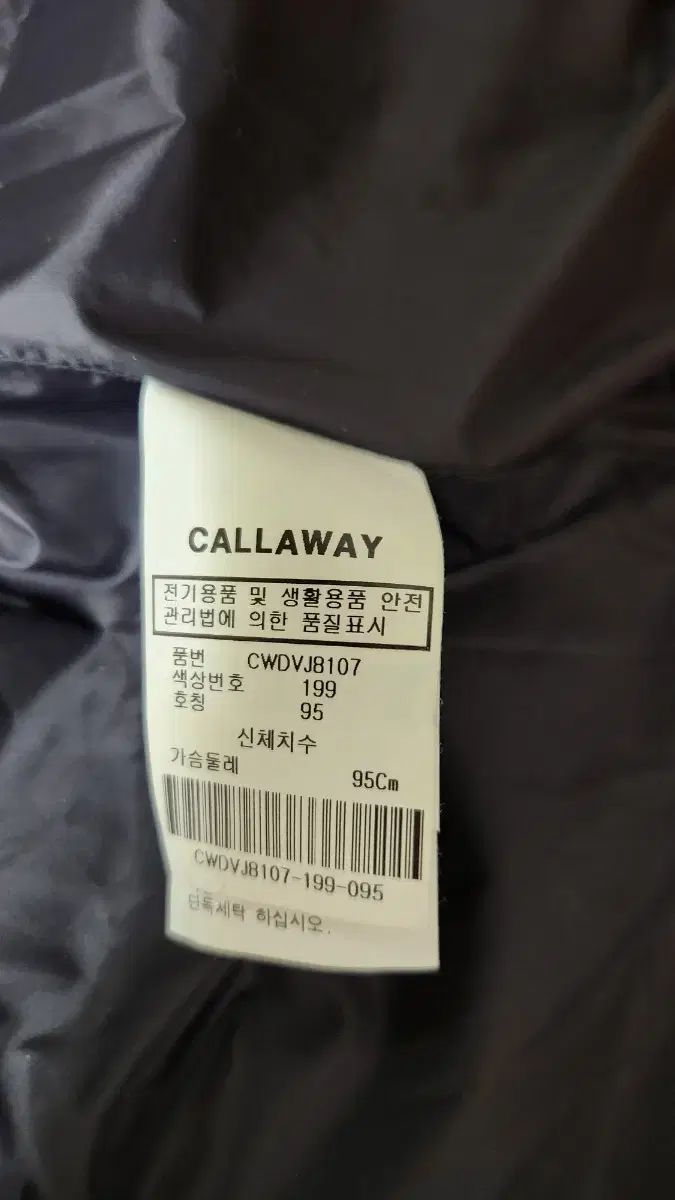 CALLAWAY
전기용품 및 생활용품 안전
관리법에 의한 품질표시
품번 CWDVJ8107
색상번호 199
호칭 95
신체치수
가슴둘레 95Cm
CWDVJ8107-199-095
단독세탁 하십시오.